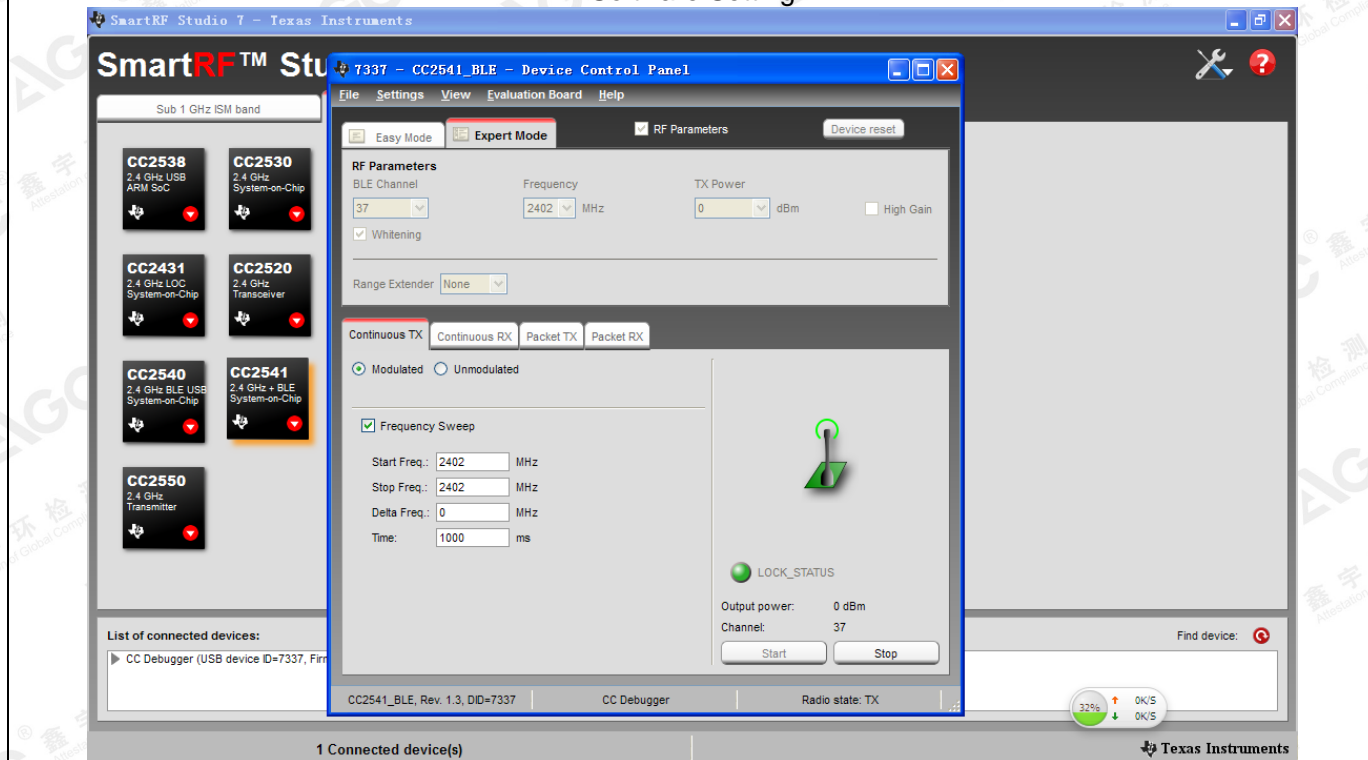 Software Setting
SmartRF Studio 7 - Texas Instruments
SmartRF™ Stu
Sub 1 GHz ISM band
CC2538
2.4 GHz USB
ARM SoC
CC2530
2.4 GHz
System-on-Chip
CC2431
2.4 GHz LOC
System-on-Chip
CC2520
2.4 GHz
Transceiver
CC2540
2.4 GHz BLE USB
System-on-Chip
CC2541
2.4 GHz + BLE
System-on-Chip
CC2550
2.4 GHz
Transmitter
7337 - CC2541_BLE - Device Control Panel
File Settings View Evaluation Board Help
Easy Mode Expert Mode RF Parameters Device reset
RF Parameters
BLE Channel Frequency TX Power
37 2402 MHz 0 dBm High Gain
Whitening
Range Extender None
Continuous TX Continuous RX Packet TX Packet RX
Modulated Unmodulated
Frequency Sweep
Start Freq.: 2402 MHz
Stop Freq.: 2402 MHz
Delta Freq.: 0 MHz
Time: 1000 ms
LOCK_STATUS
Output power: 0 dBm
Channel: 37
Start Stop
CC2541_BLE, Rev. 1.3, DID=7337 CC Debugger Radio state: TX
List of connected devices:
CC Debugger (USB device ID=7337, Firm
Find device:
32% 0K/S
0K/S
1 Connected device(s)
Texas Instruments